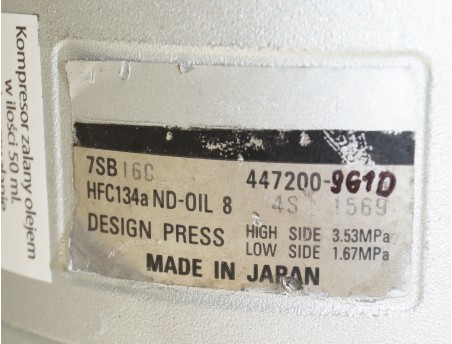 Kompresor zalany olejem
w ilości 50 ml.
7SB16C 447200-961D
HFC134a ND-OIL 8 4S 1569
DESIGN PRESS HIGH SIDE 3.53MPa
LOW SIDE 1.67MPa
MADE IN JAPAN